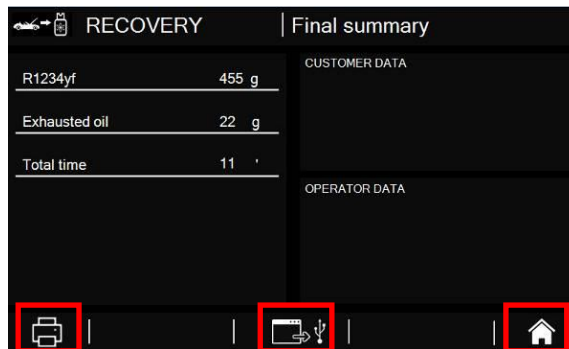 RECOVERY
Final summary
R1234yf 455 g
Exhausted oil 22 g
Total time 11 '
CUSTOMER DATA
OPERATOR DATA